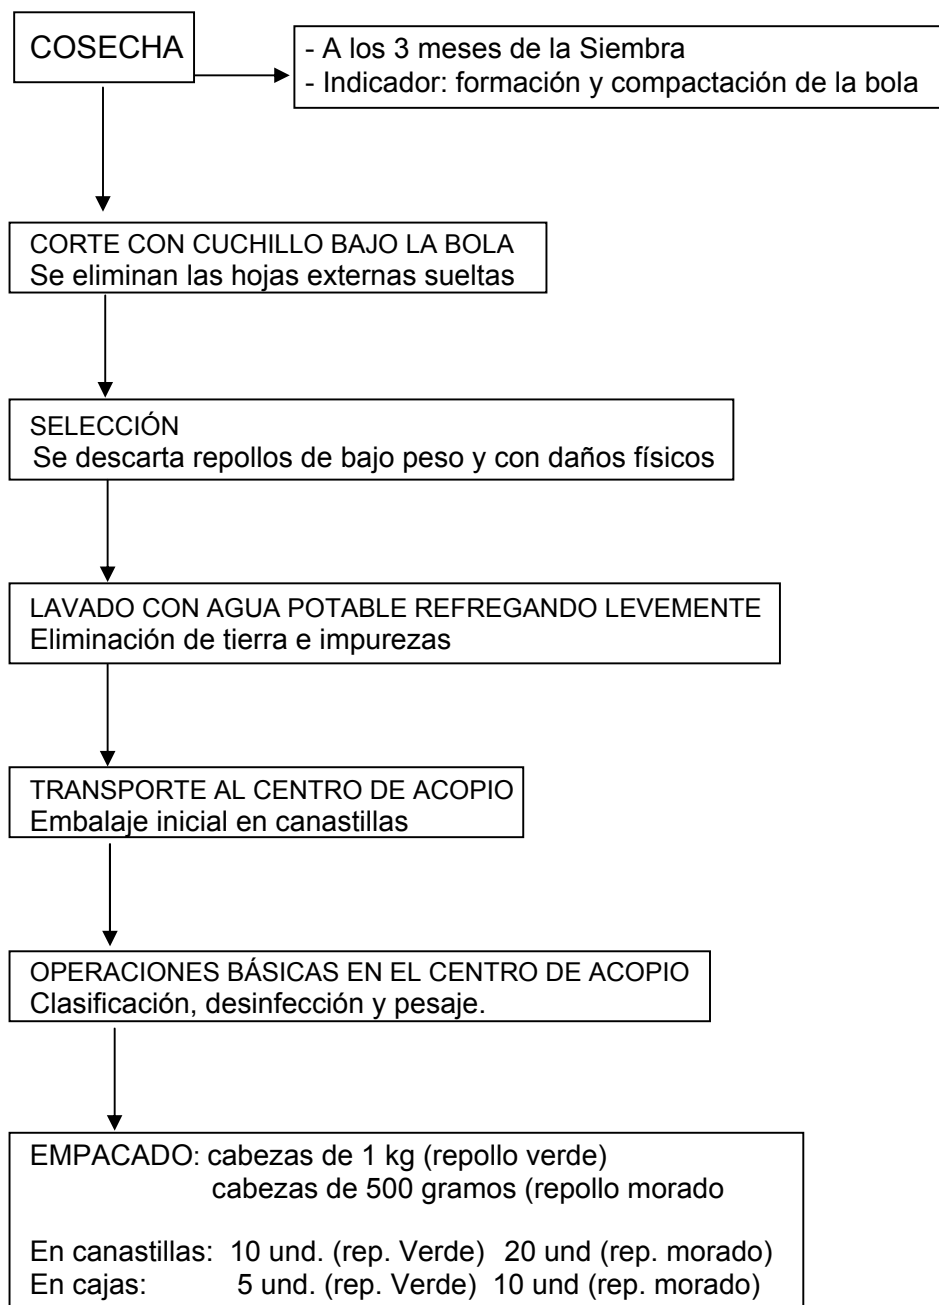 COSECHA
- A los 3 meses de la Siembra
- Indicador: formación y compactación de la bola
CORTE CON CUCHILLO BAJO LA BOLA
Se eliminan las hojas externas sueltas
SELECCIÓN
Se descarta repollos de bajo peso y con daños físicos
LAVADO CON AGUA POTABLE REFREGANDO LEVEMENTE
Eliminación de tierra e impurezas
TRANSPORTE AL CENTRO DE ACOPIO
Embalaje inicial en canastillas
OPERACIONES BÁSICAS EN EL CENTRO DE ACOPIO
Clasificación, desinfección y pesaje.
EMPACADO: cabezas de 1 kg (repollo verde)
cabezas de 500 gramos (repollo morado
En canastillas: 10 und. (rep. Verde) 20 und (rep. morado)
En cajas: 5 und. (rep. Verde) 10 und (rep. morado)